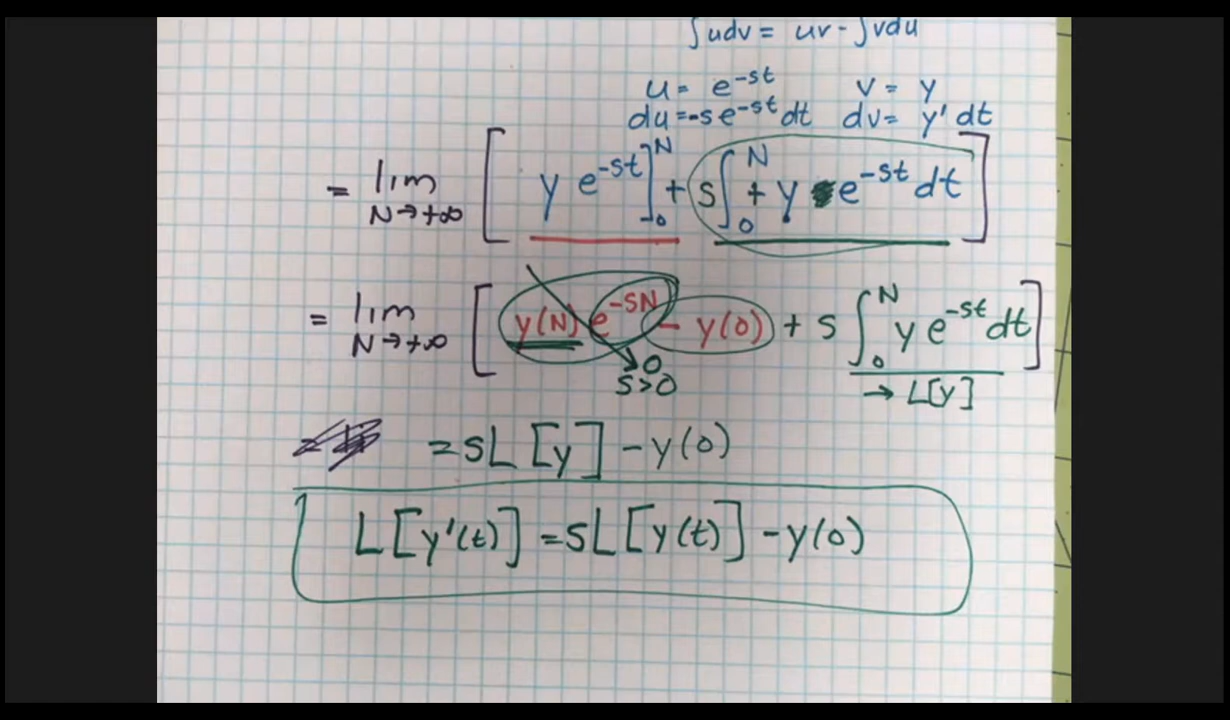 ∫udv = uv - ∫vdu
u = e^-st   v = y
du = -se^-st dt   dv = y' dt
= lim N→+∞ [ y e^-st ]_0^N + s ∫_0^N + y e^-st dt ]
= lim N→+∞ [ y(N) e^-SN - y(0) + s ∫_0^N y e^-st dt ]
→0
s>0
→ L[y]
= sL[y] - y(0)
L[y'(t)] = sL[y(t)] - y(0)